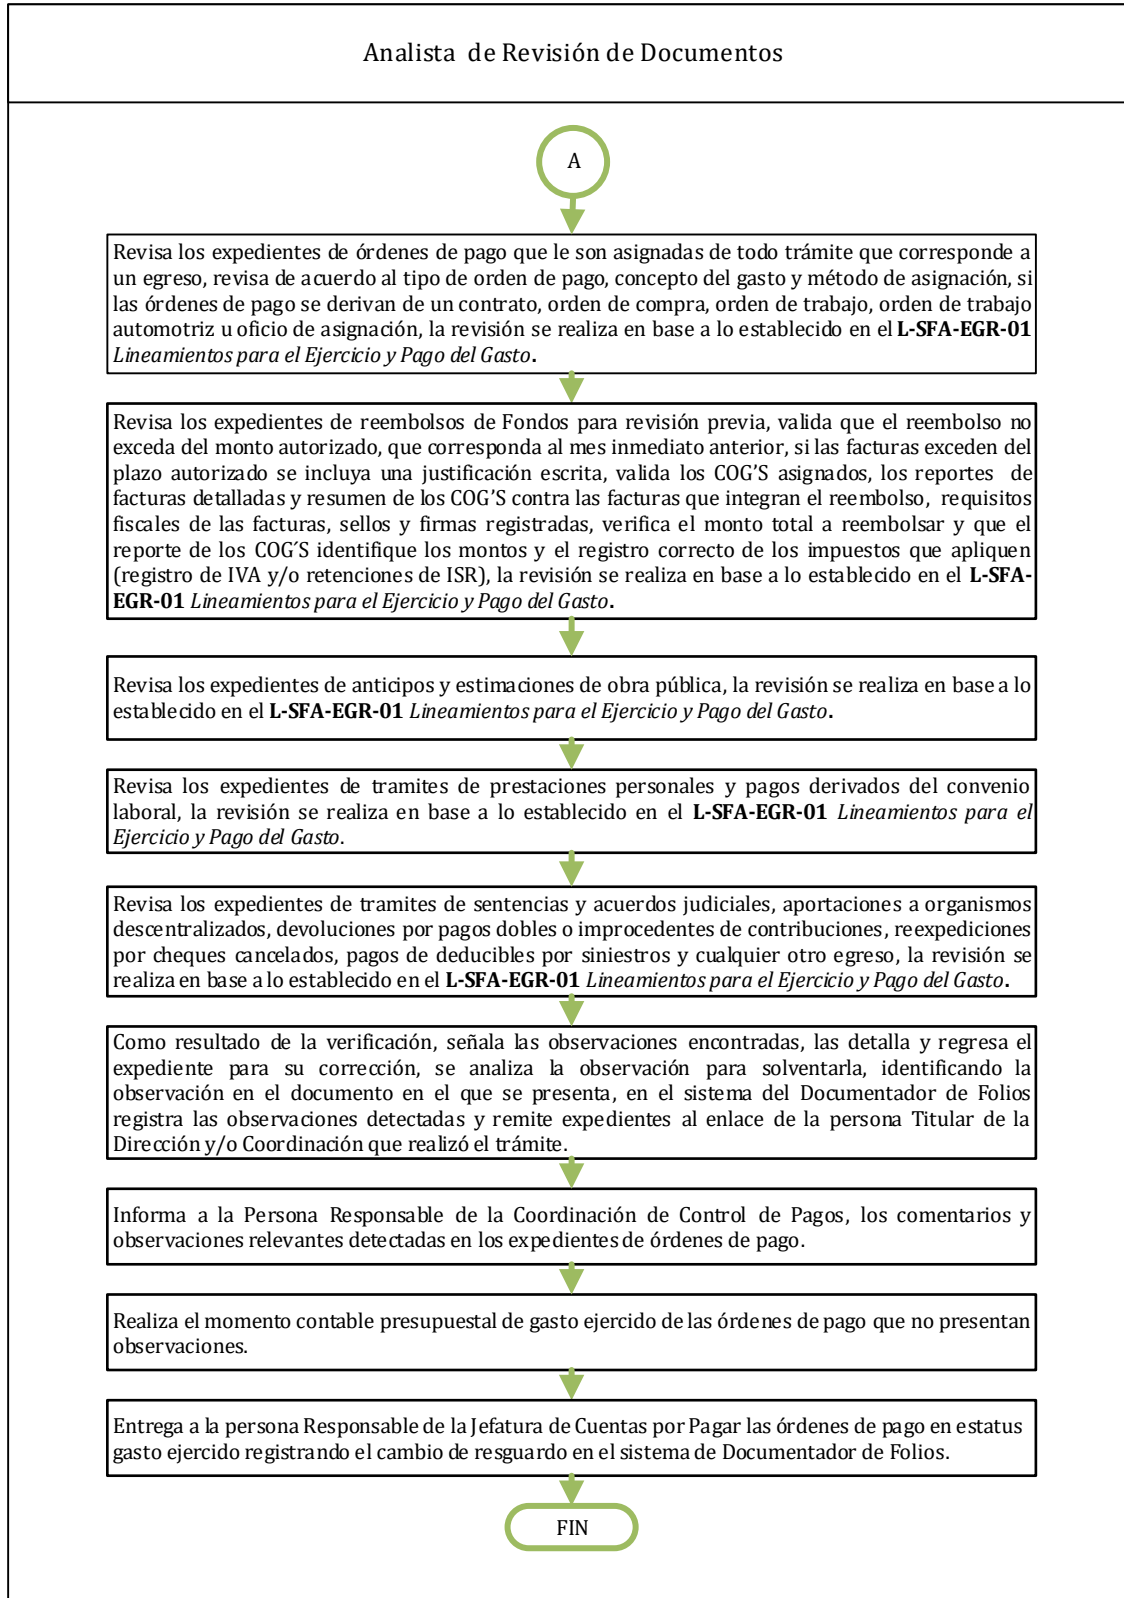 Analista de Revisión de Documentos
A
Revisa los expedientes de órdenes de pago que le son asignadas de todo trámite que corresponde a
un egreso, revisa de acuerdo al tipo de orden de pago, concepto del gasto y método de asignación, si
las órdenes de pago se derivan de un contrato, orden de compra, orden de trabajo, orden de trabajo
automotriz u oficio de asignación, la revisión se realiza en base a lo establecido en el L-SFA-EGR-01
Lineamientos para el Ejercicio y Pago del Gasto.
Revisa los expedientes de reembolsos de Fondos para revisión previa, valida que el reembolso no
exceda del monto autorizado, que corresponda al mes inmediato anterior, si las facturas exceden del
plazo autorizado se incluya una justificación escrita, valida los COG’S asignados, los reportes de
facturas detalladas y resumen de los COG’S contra las facturas que integran el reembolso, requisitos
fiscales de las facturas, sellos y firmas registradas, verifica el monto total a reembolsar y que el
reporte de los COG´S identifique los montos y el registro correcto de los impuestos que apliquen
(registro de IVA y/o retenciones de ISR), la revisión se realiza en base a lo establecido en el L-SFA-
EGR-01 Lineamientos para el Ejercicio y Pago del Gasto.
Revisa los expedientes de anticipos y estimaciones de obra pública, la revisión se realiza en base a lo
establecido en el L-SFA-EGR-01 Lineamientos para el Ejercicio y Pago del Gasto.
Revisa los expedientes de tramites de prestaciones personales y pagos derivados del convenio
laboral, la revisión se realiza en base a lo establecido en el L-SFA-EGR-01 Lineamientos para el
Ejercicio y Pago del Gasto.
Revisa los expedientes de tramites de sentencias y acuerdos judiciales, aportaciones a organismos
descentralizados, devoluciones por pagos dobles o improcedentes de contribuciones, reexpediciones
por cheques cancelados, pagos de deducibles por siniestros y cualquier otro egreso, la revisión se
realiza en base a lo establecido en el L-SFA-EGR-01 Lineamientos para el Ejercicio y Pago del Gasto.
Como resultado de la verificación, señala las observaciones encontradas, las detalla y regresa el
expediente para su corrección, se analiza la observación para solventarla, identificando la
observación en el documento en el que se presenta, en el sistema del Documentador de Folios
registra las observaciones detectadas y remite expedientes al enlace de la persona Titular de la
Dirección y/o Coordinación que realizó el trámite.
Informa a la Persona Responsable de la Coordinación de Control de Pagos, los comentarios y
observaciones relevantes detectadas en los expedientes de órdenes de pago.
Realiza el momento contable presupuestal de gasto ejercido de las órdenes de pago que no presentan
observaciones.
Entrega a la persona Responsable de la Jefatura de Cuentas por Pagar las órdenes de pago en estatus
gasto ejercido registrando el cambio de resguardo en el sistema de Documentador de Folios.
FIN